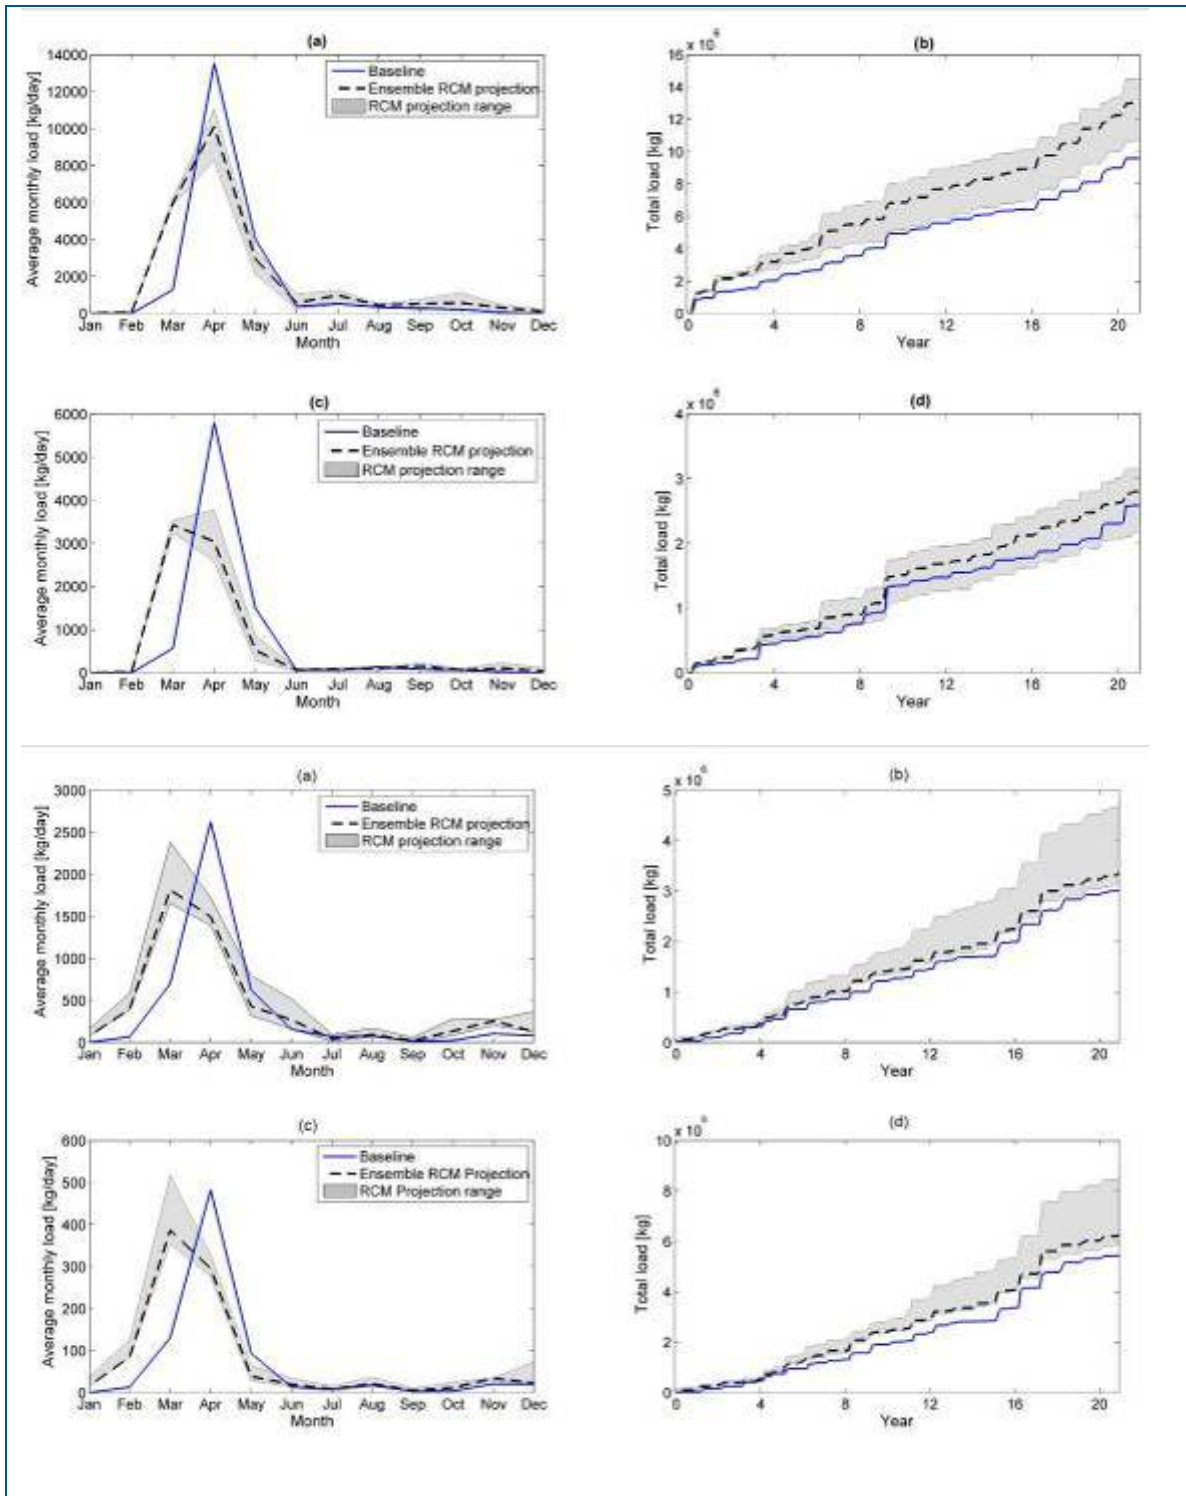 (a)
14000
12000
10000
8000
6000
4000
2000
0
Average monthly load [kg/day]
Baseline
Ensemble RCM projection
RCM projection range
Jan Feb Mar Apr May Jun Jul Aug Sep Oct Nov Dec
Month
(b)
x 10⁶
16
14
12
10
8
6
4
2
0
Total load [kg]
0 4 8 12 16 20
Year
(c)
6000
5000
4000
3000
2000
1000
0
Average monthly load [kg/day]
Baseline
Ensemble RCM projection
RCM projection range
Jan Feb Mar Apr May Jun Jul Aug Sep Oct Nov Dec
Month
(d)
x 10⁶
4
3
2
1
0
Total load [kg]
0 4 8 12 16 20
Year
(a)
3000
2500
2000
1500
1000
500
0
Average monthly load [kg/day]
Baseline
Ensemble RCM projection
RCM projection range
Jan Feb Mar Apr May Jun Jul Aug Sep Oct Nov Dec
Month
(b)
x 10⁶
5
4
3
2
1
0
Total load [kg]
0 4 8 12 16 20
Year
(c)
600
500
400
300
200
100
0
Average monthly load [kg/day]
Baseline
Ensemble RCM Projection
RCM Projection range
Jan Feb Mar Apr May Jun Jul Aug Sep Oct Nov Dec
Month
(d)
x 10⁵
10
8
6
4
2
0
Total load [kg]
0 4 8 12 16 20
Year